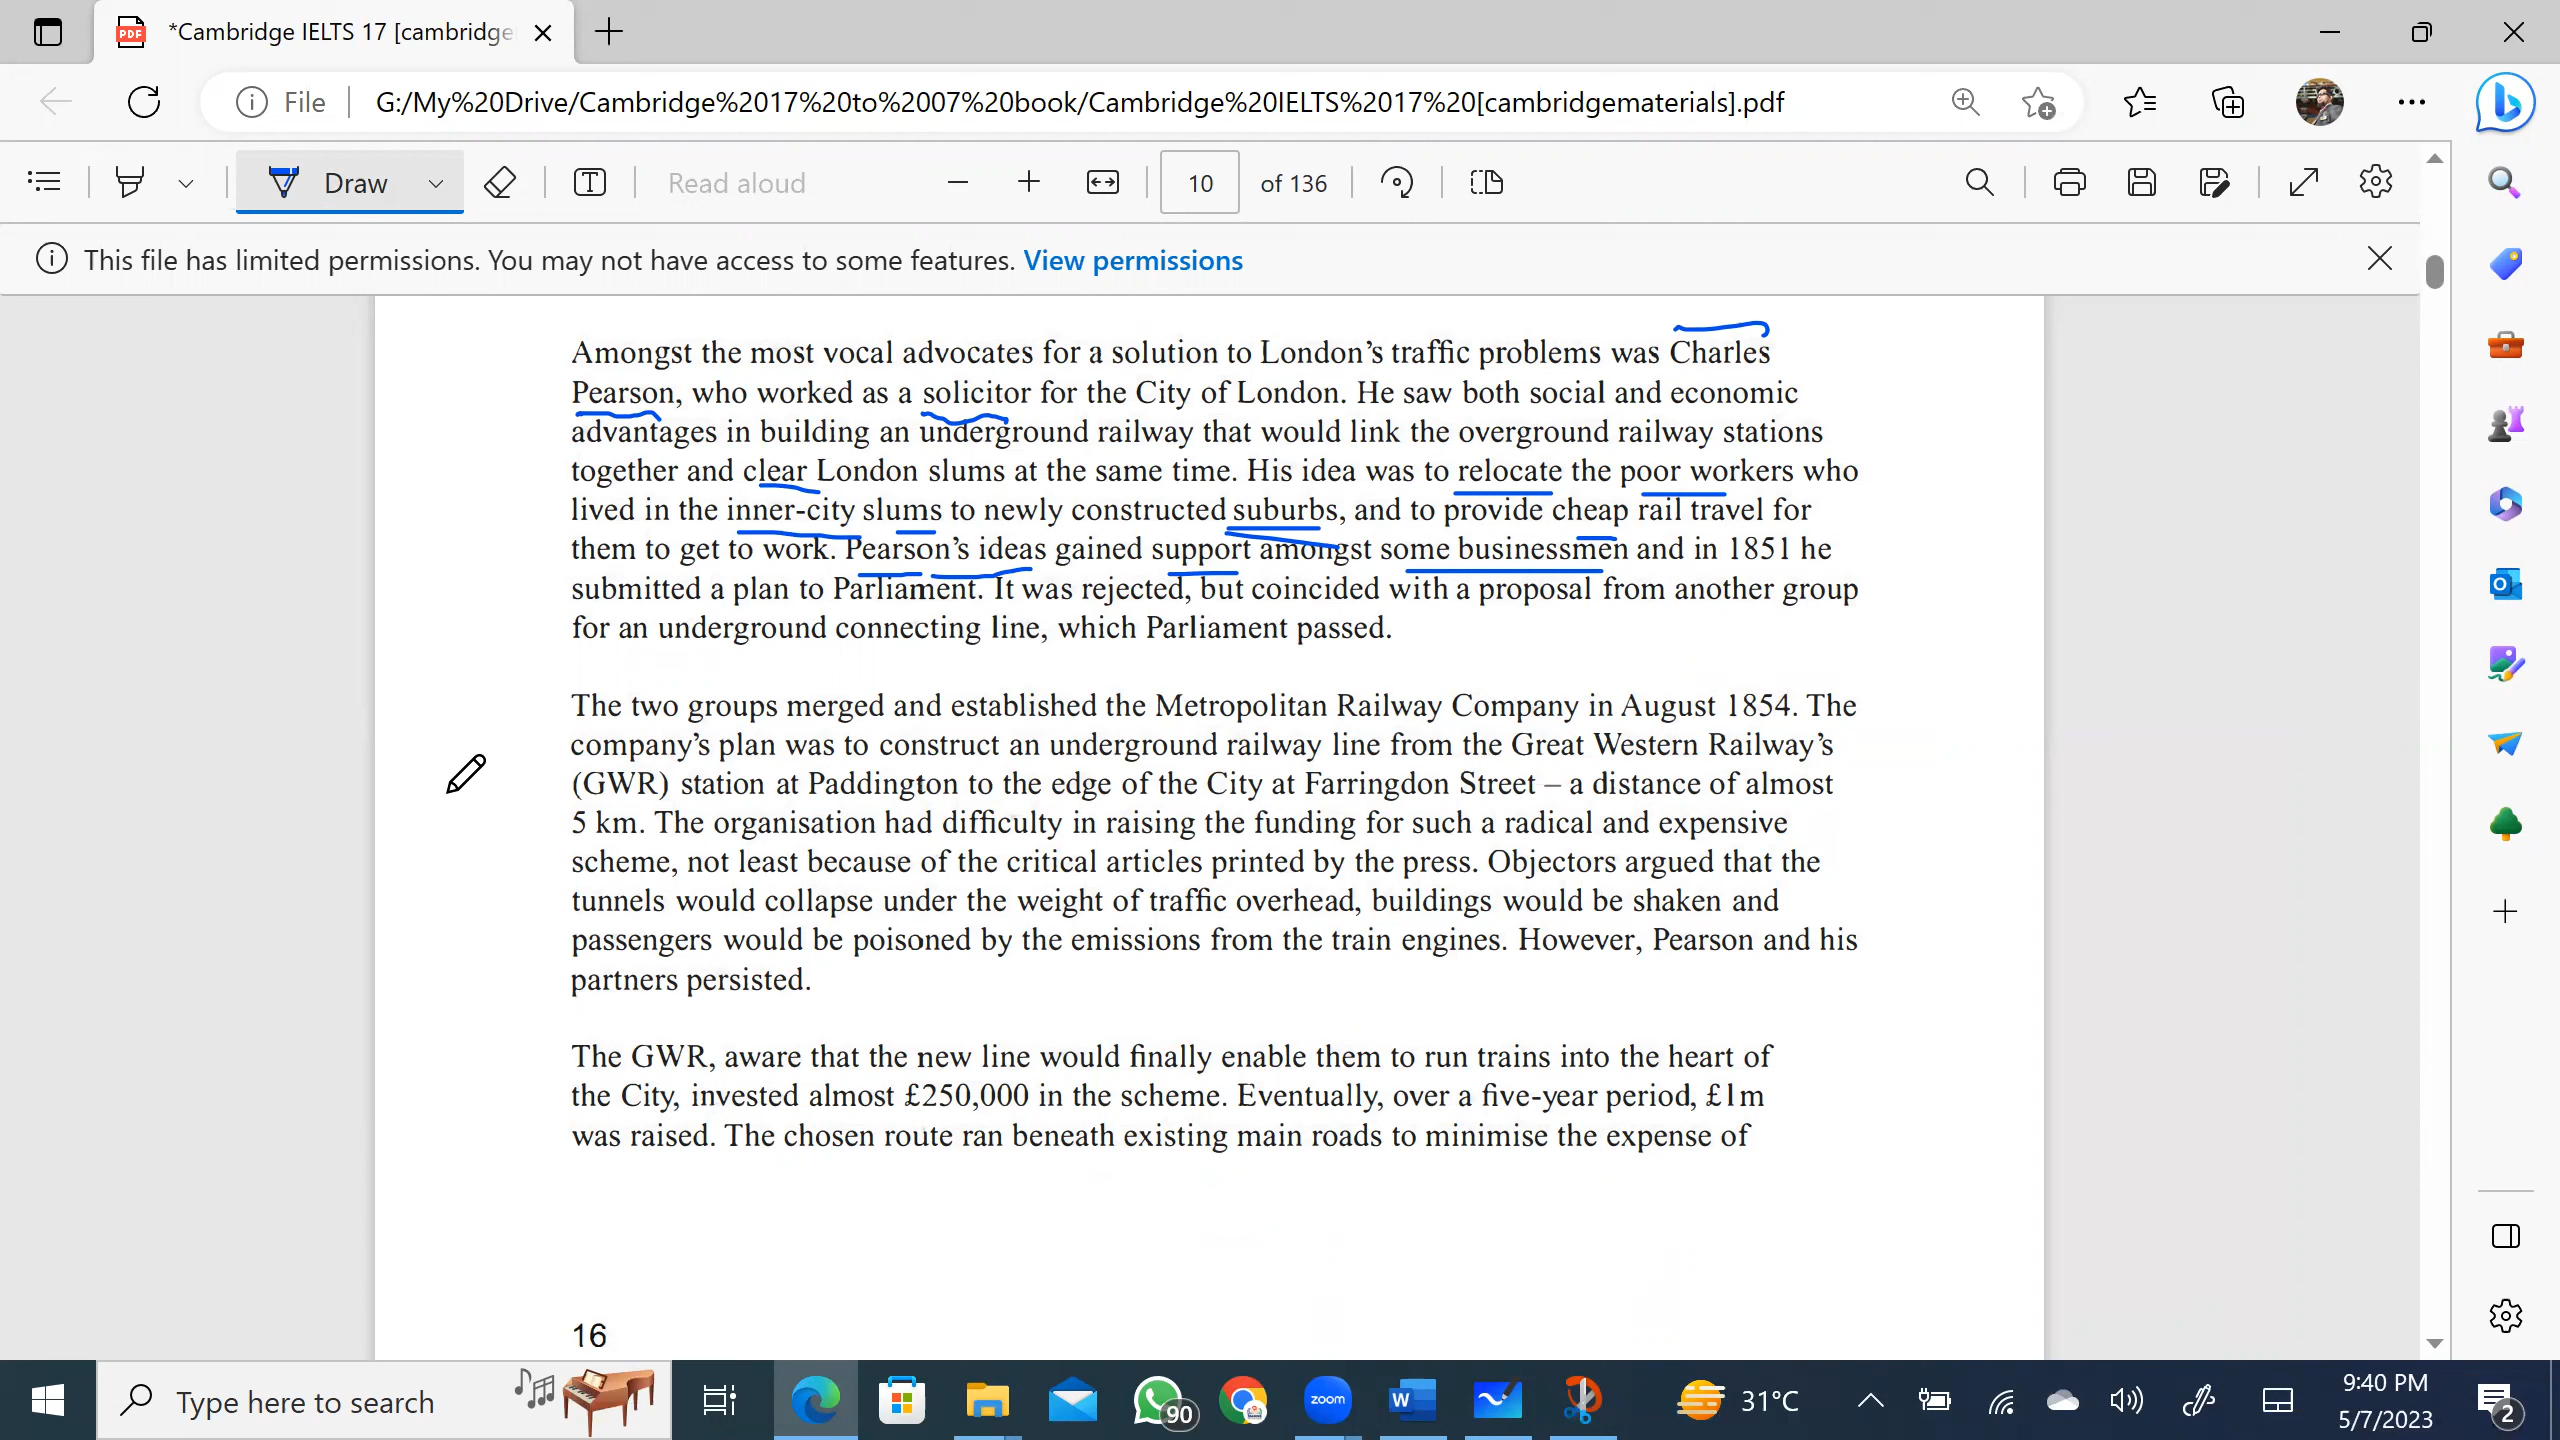 *Cambridge IELTS 17 [cambridge
File
G:/My%20Drive/Cambridge%2017%20to%2007%20book/Cambridge%20IELTS%2017%20[cambridgematerials].pdf
Draw
Read aloud
10
of 136
This file has limited permissions. You may not have access to some features. View permissions
Amongst the most vocal advocates for a solution to London's traffic problems was Charles
Pearson, who worked as a solicitor for the City of London. He saw both social and economic
advantages in building an underground railway that would link the overground railway stations
together and clear London slums at the same time. His idea was to relocate the poor workers who
lived in the inner-city slums to newly constructed suburbs, and to provide cheap rail travel for
them to get to work. Pearson's ideas gained support amongst some businessmen and in 1851 he
submitted a plan to Parliament. It was rejected, but coincided with a proposal from another group
for an underground connecting line, which Parliament passed.
The two groups merged and established the Metropolitan Railway Company in August 1854. The
company's plan was to construct an underground railway line from the Great Western Railway's
(GWR) station at Paddington to the edge of the City at Farringdon Street – a distance of almost
5 km. The organisation had difficulty in raising the funding for such a radical and expensive
scheme, not least because of the critical articles printed by the press. Objectors argued that the
tunnels would collapse under the weight of traffic overhead, buildings would be shaken and
passengers would be poisoned by the emissions from the train engines. However, Pearson and his
partners persisted.
The GWR, aware that the new line would finally enable them to run trains into the heart of
the City, invested almost £250,000 in the scheme. Eventually, over a five-year period, £1m
was raised. The chosen route ran beneath existing main roads to minimise the expense of
16
Type here to search
90
zoom
31°C
9:40 PM
5/7/2023
2